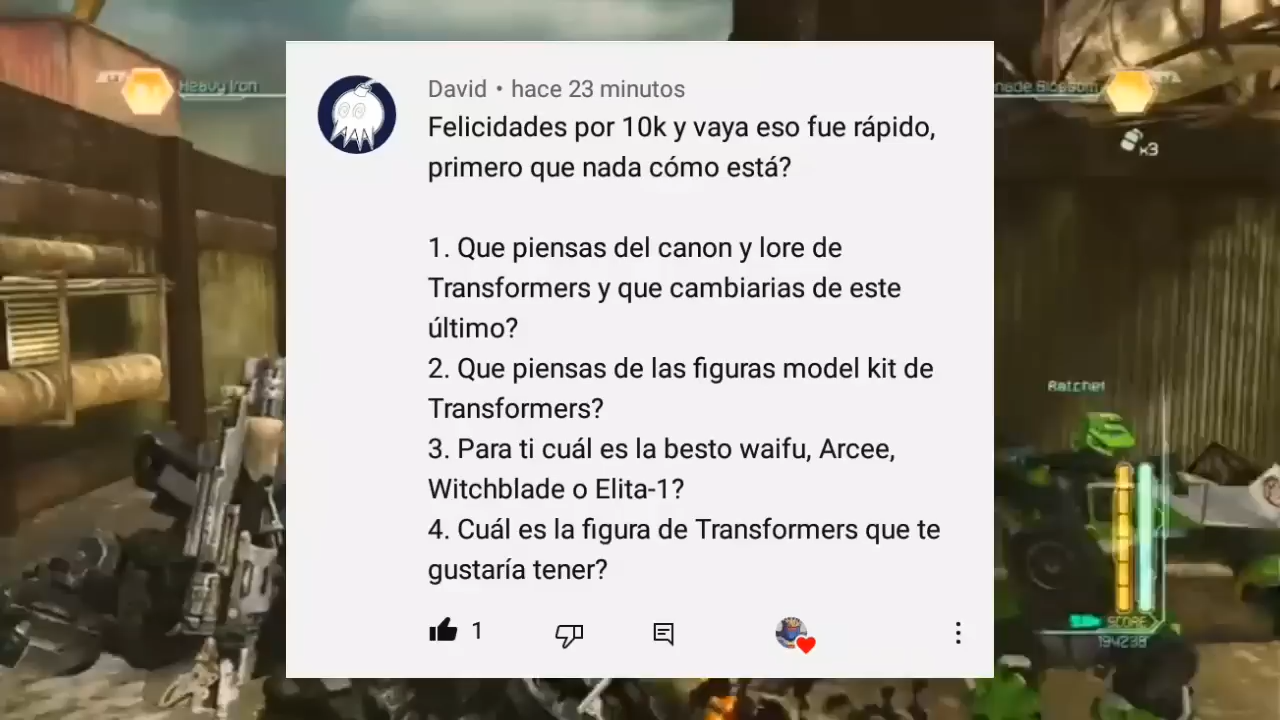 Heavy Iron
David • hace 23 minutos
Felicidades por 10k y vaya eso fue rápido,
primero que nada cómo está?
1. Que piensas del canon y lore de
Transformers y que cambiarias de este
último?
2. Que piensas de las figuras model kit de
Transformers?
3. Para ti cuál es la besto waifu, Arcee,
Witchblade o Elita-1?
4. Cuál es la figura de Transformers que te
gustaría tener?
1
x3
Ratchet
SCORE
194238